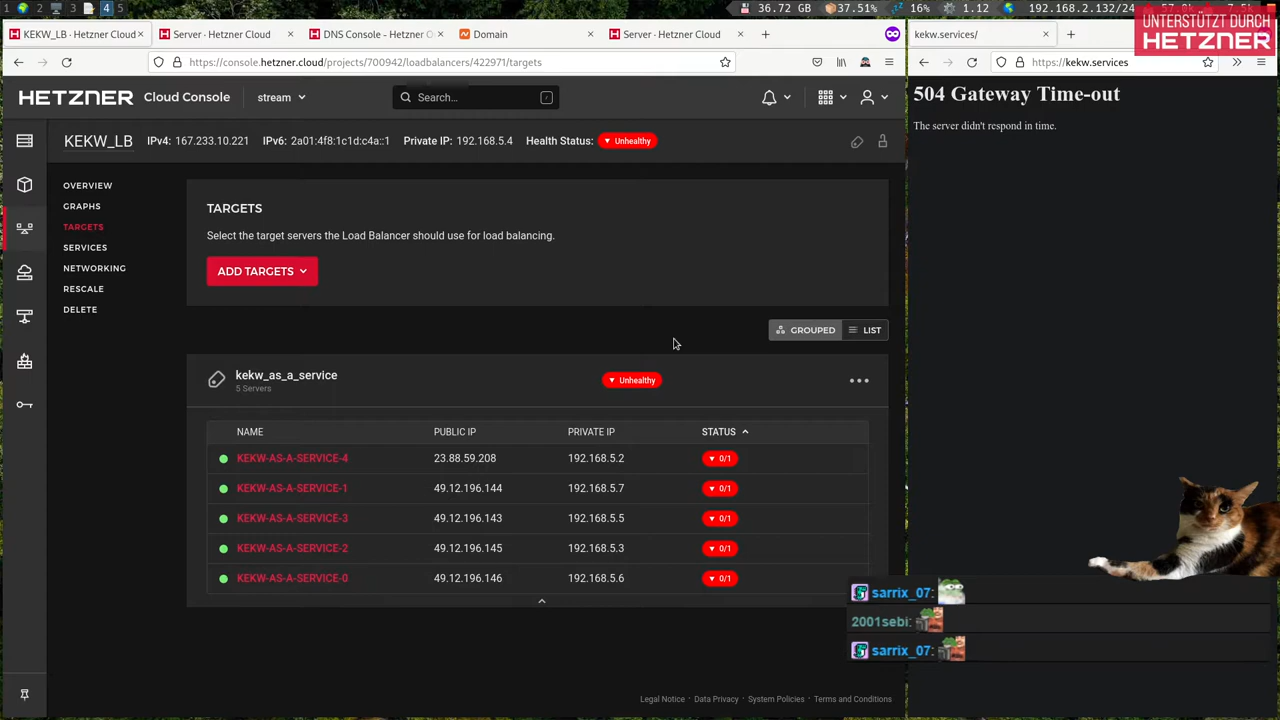 1 2 3 4 5
36.72 GB 37.51% 56° 1.12 192.168.2.132/24 57.0k 7.5k
UNTERSTÜTZT DURCH
HETZNER
KEKW_LB · Hetzner Cloud
Server · Hetzner Cloud
DNS Console - Hetzner O
Domain
Server · Hetzner Cloud
kekw.services/
https://console.hetzner.cloud/projects/700942/loadbalancers/422971/targets
https://kekw.services
HETZNER Cloud Console
stream
Search...
/
504 Gateway Time-out
The server didn't respond in time.
KEKW_LB IPv4: 167.233.10.221 IPv6: 2a01:4f8:1c1d:c4a::1 Private IP: 192.168.5.4 Health Status: Unhealthy
OVERVIEW
GRAPHS
TARGETS
SERVICES
NETWORKING
RESCALE
DELETE
TARGETS
Select the target servers the Load Balancer should use for load balancing.
ADD TARGETS
GROUPED LIST
kekw_as_a_service
5 Servers
Unhealthy
NAME PUBLIC IP PRIVATE IP STATUS
KEKW-AS-A-SERVICE-4 23.88.59.208 192.168.5.2 0/1
KEKW-AS-A-SERVICE-1 49.12.196.144 192.168.5.7 0/1
KEKW-AS-A-SERVICE-3 49.12.196.143 192.168.5.5 0/1
KEKW-AS-A-SERVICE-2 49.12.196.145 192.168.5.3 0/1
KEKW-AS-A-SERVICE-0 49.12.196.146 192.168.5.6 0/1
sarrix_07:
2001sebi:
sarrix_07:
Legal Notice · Data Privacy · System Policies · Terms and Conditions